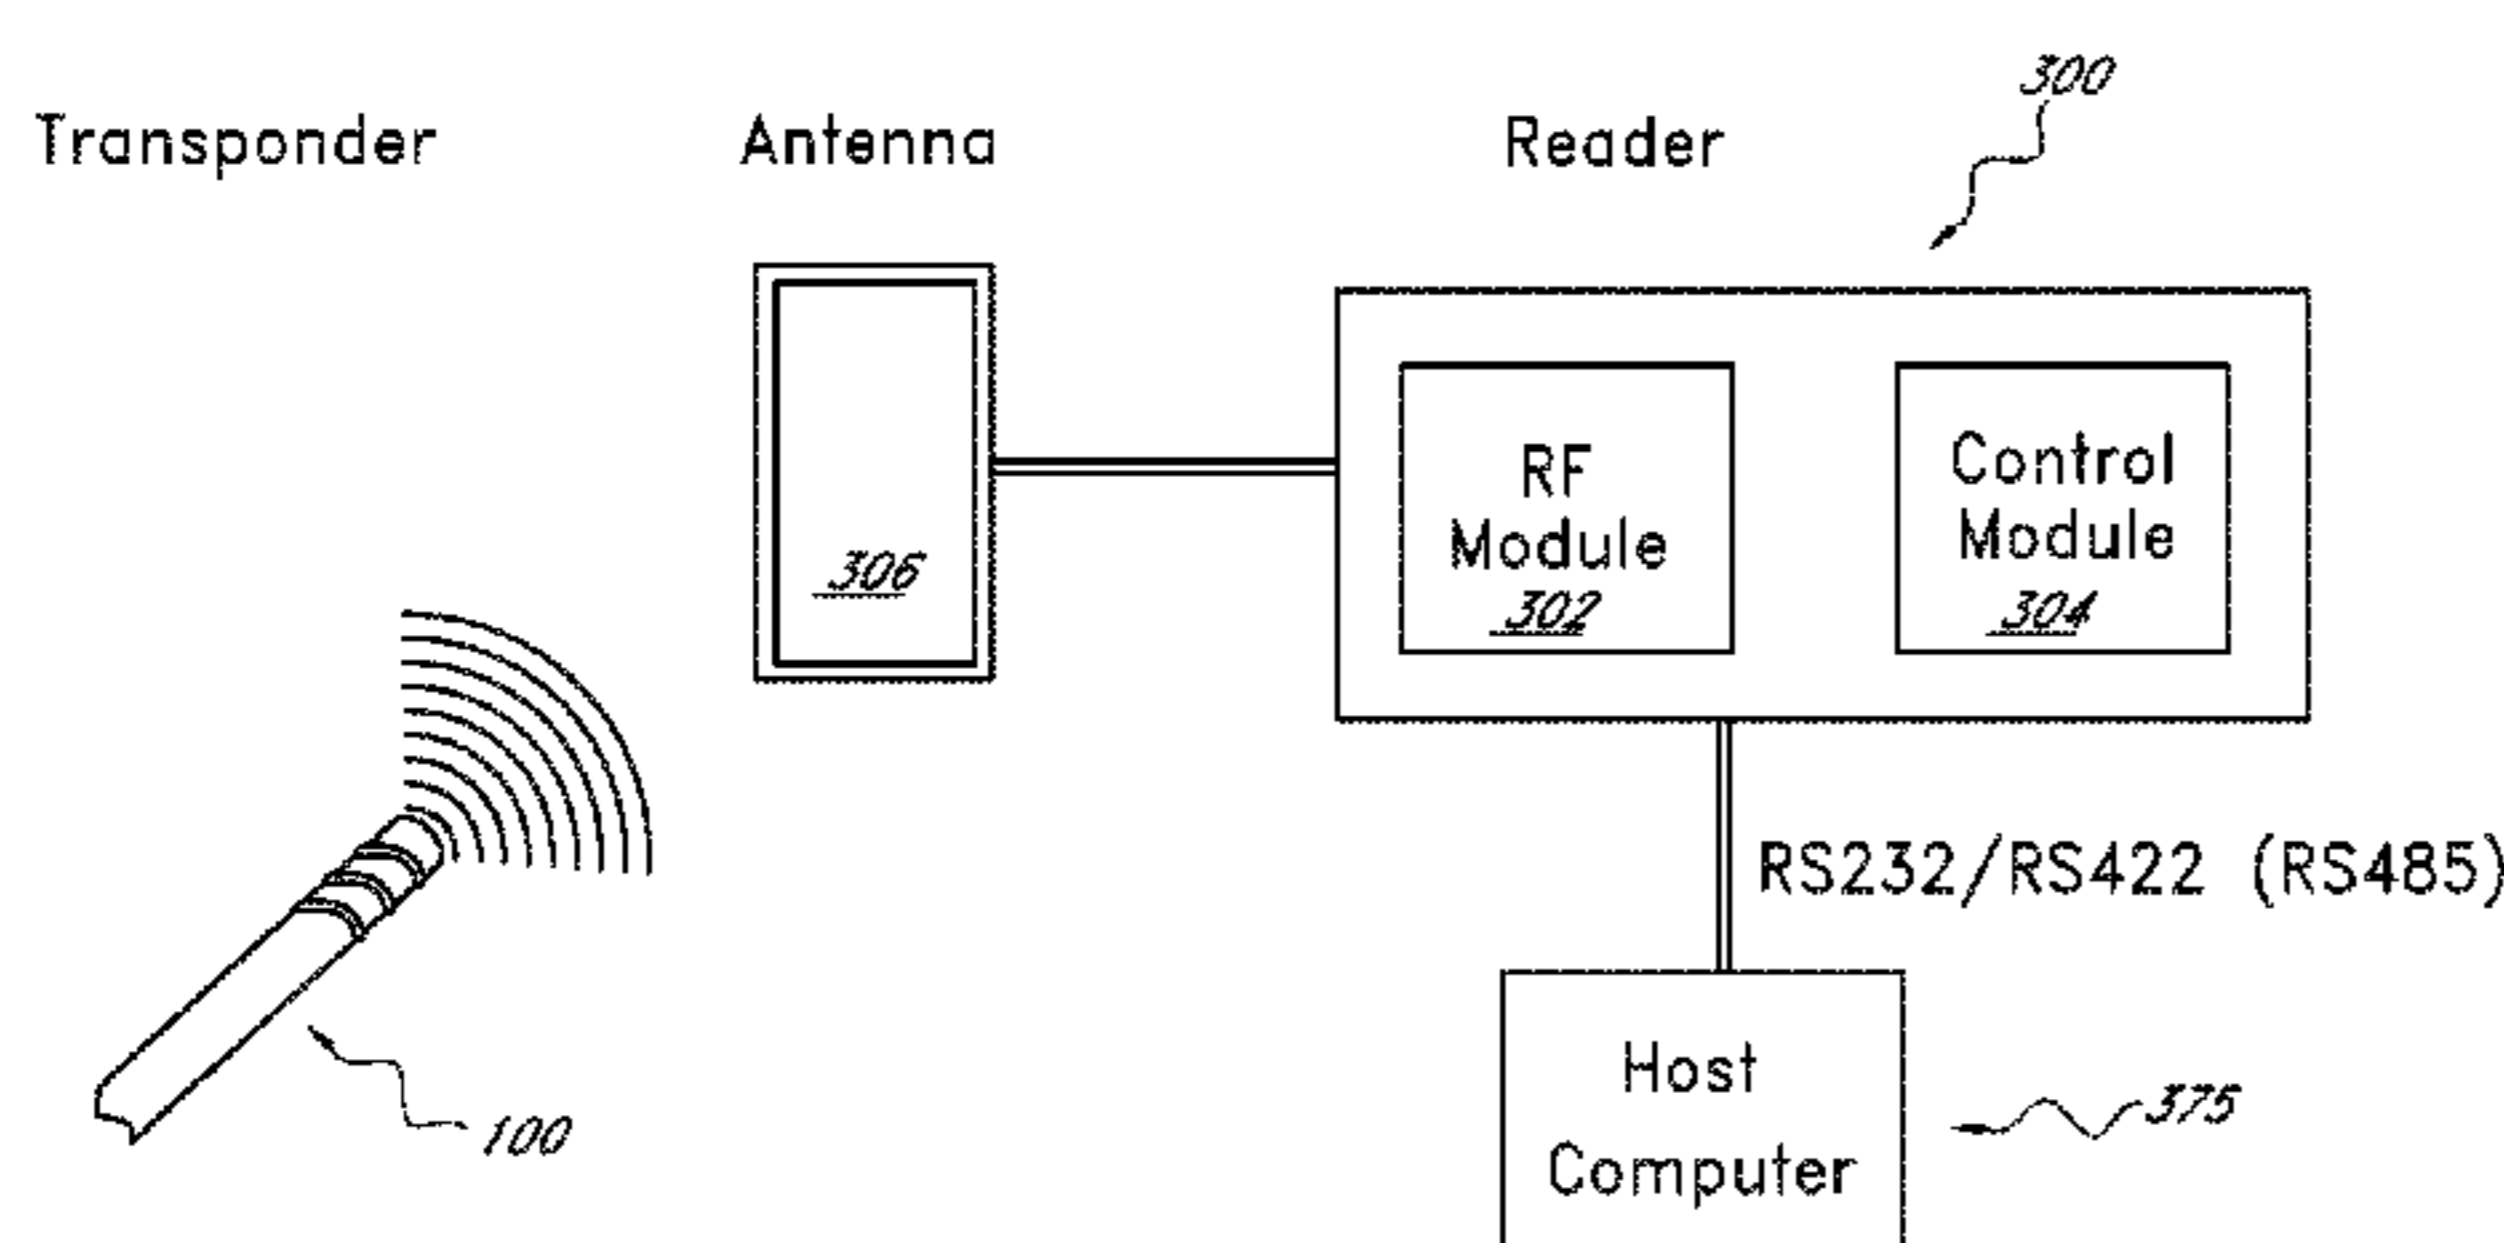 300
Transponder
Antenna
Reader
RF
Module
302
Control
Module
304
306
RS232/RS422 (RS485)
Host
Computer
375
100